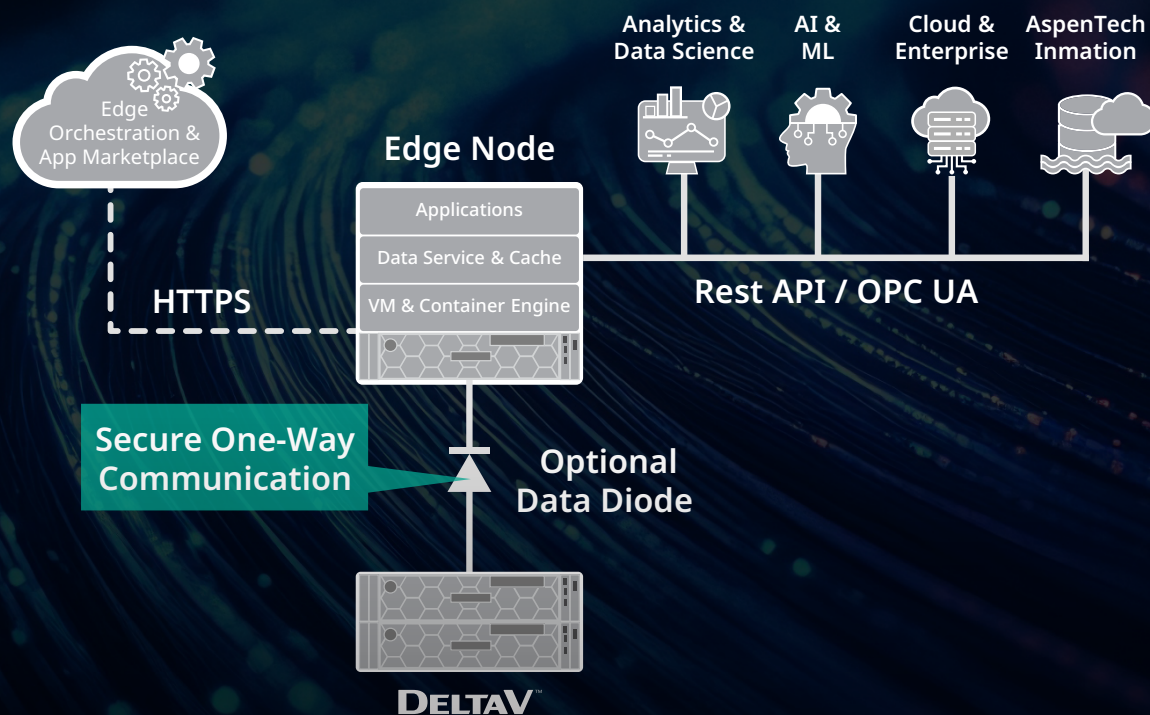 Analytics &
Data Science
AI &
ML
Cloud &
Enterprise
AspenTech
Inmation
Edge
Orchestration &
App Marketplace
Edge Node
Applications
Data Service & Cache
VM & Container Engine
HTTPS
Rest API / OPC UA
Secure One-Way
Communication
Optional
Data Diode
DELTAV™